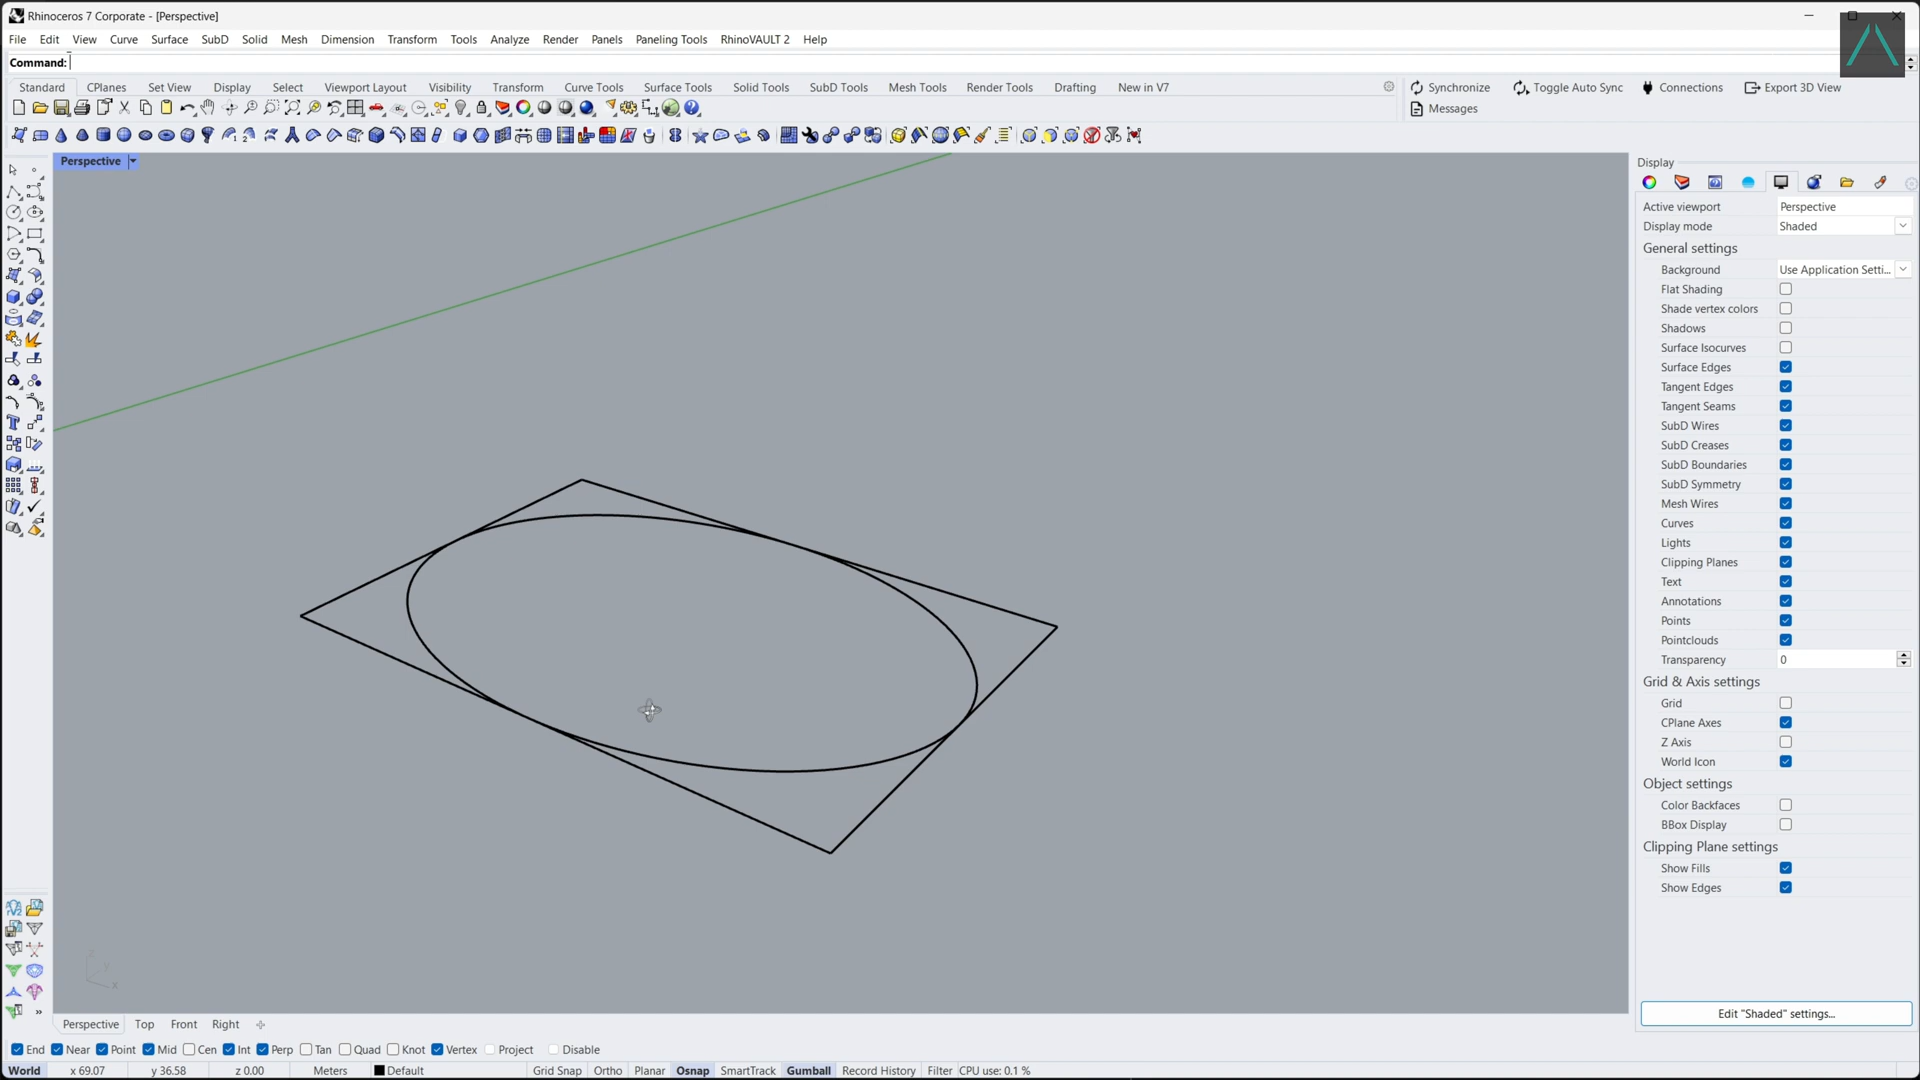 Rhinoceros 7 Corporate - [Perspective]
File Edit View Curve Surface SubD Solid Mesh Dimension Transform Tools Analyze Render Panels Paneling Tools RhinoVAULT 2 Help
Command:
Standard CPlanes Set View Display Select Viewport Layout Visibility Transform Curve Tools Surface Tools Solid Tools SubD Tools Mesh Tools Render Tools Drafting New in V7
Synchronize Toggle Auto Sync Connections Export 3D View
Messages
Perspective
Display
Active viewport Perspective
Display mode Shaded
General settings
Background Use Application Setti...
Flat Shading
Shade vertex colors
Shadows
Surface Isocurves
Surface Edges
Tangent Edges
Tangent Seams
SubD Wires
SubD Creases
SubD Boundaries
SubD Symmetry
Mesh Wires
Curves
Lights
Clipping Planes
Text
Annotations
Points
Pointclouds
Transparency 0
Grid & Axis settings
Grid
CPlane Axes
Z Axis
World Icon
Object settings
Color Backfaces
BBox Display
Clipping Plane settings
Show Fills
Show Edges
Edit "Shaded" settings...
z
y
x
Perspective Top Front Right
End Near Point Mid Cen Int Perp Tan Quad Knot Vertex Project Disable
World x 69.07 y 36.58 z 0.00 Meters Default Grid Snap Ortho Planar Osnap SmartTrack Gumball Record History Filter CPU use: 0.1 %